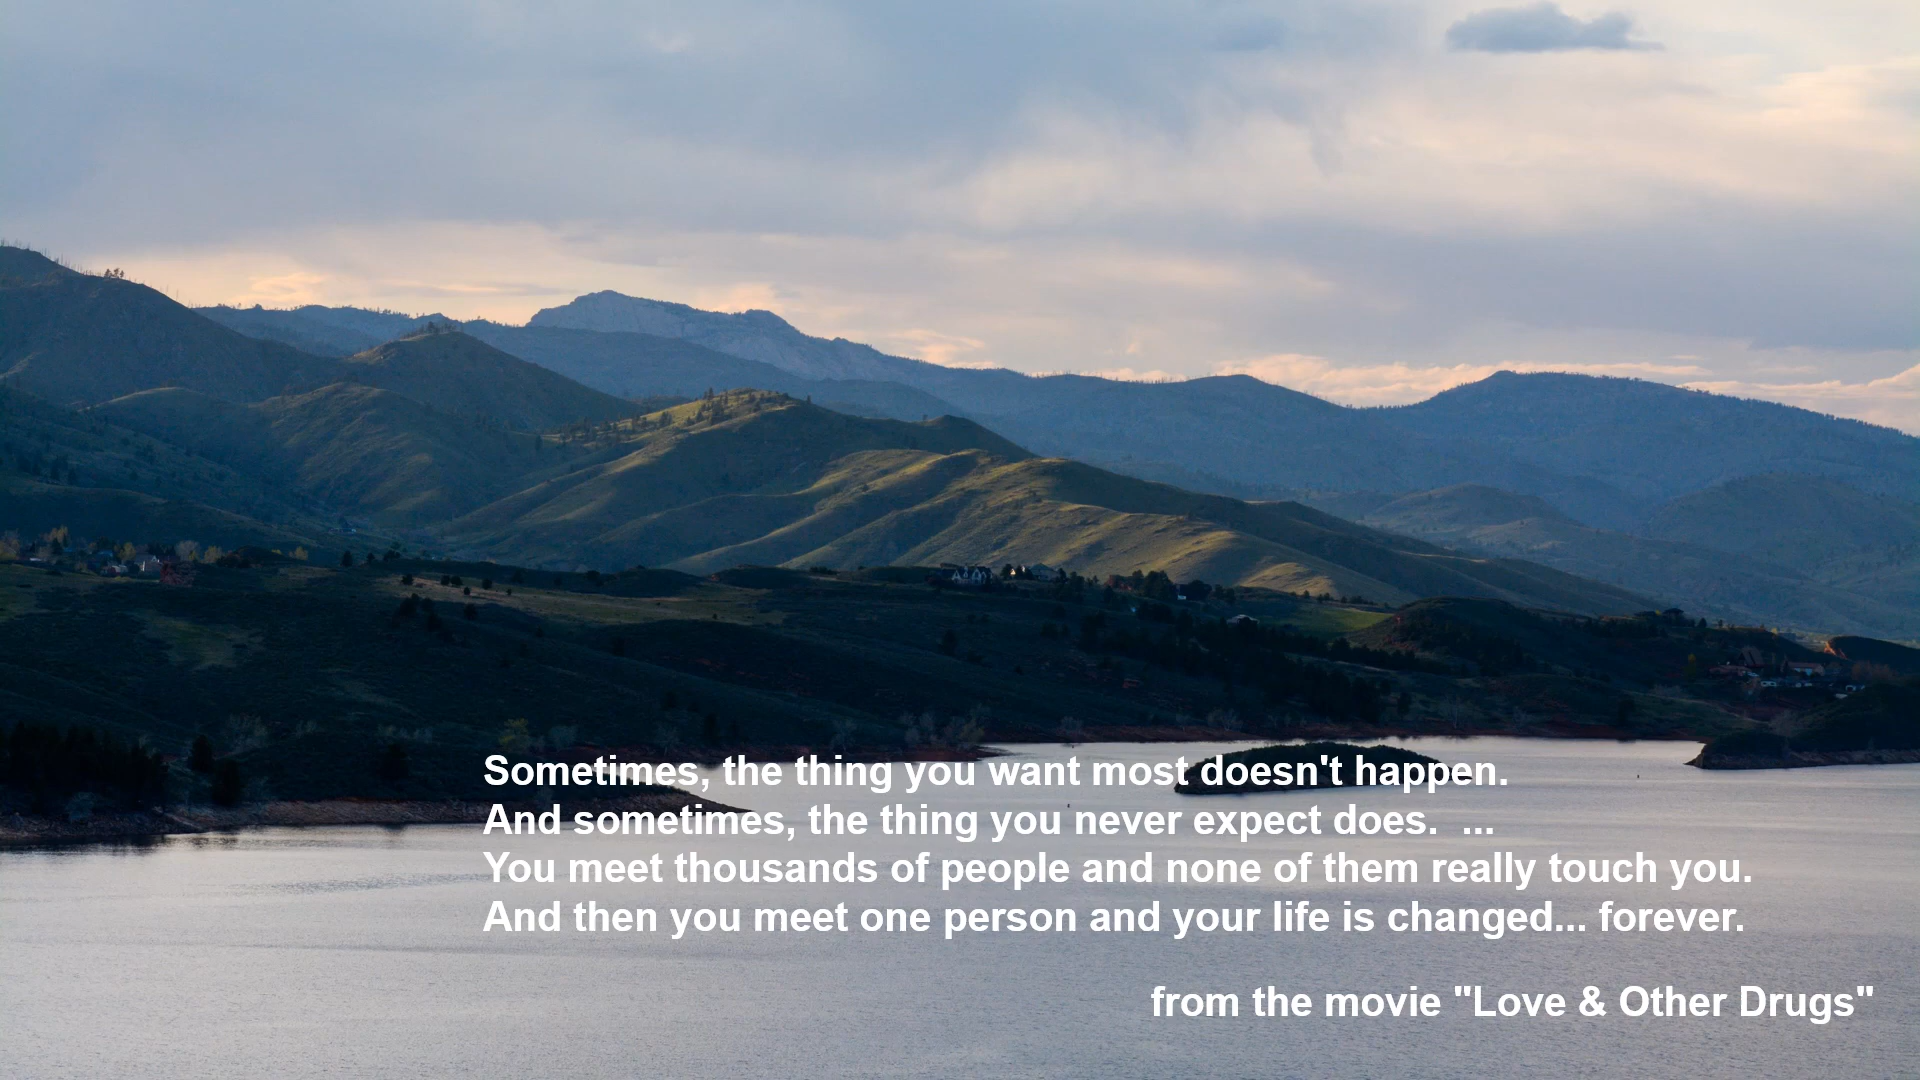 Sometimes, the thing you want most doesn't happen.
And sometimes, the thing you never expect does.  ...
You meet thousands of people and none of them really touch you.
And then you meet one person and your life is changed... forever.
from the movie "Love & Other Drugs"